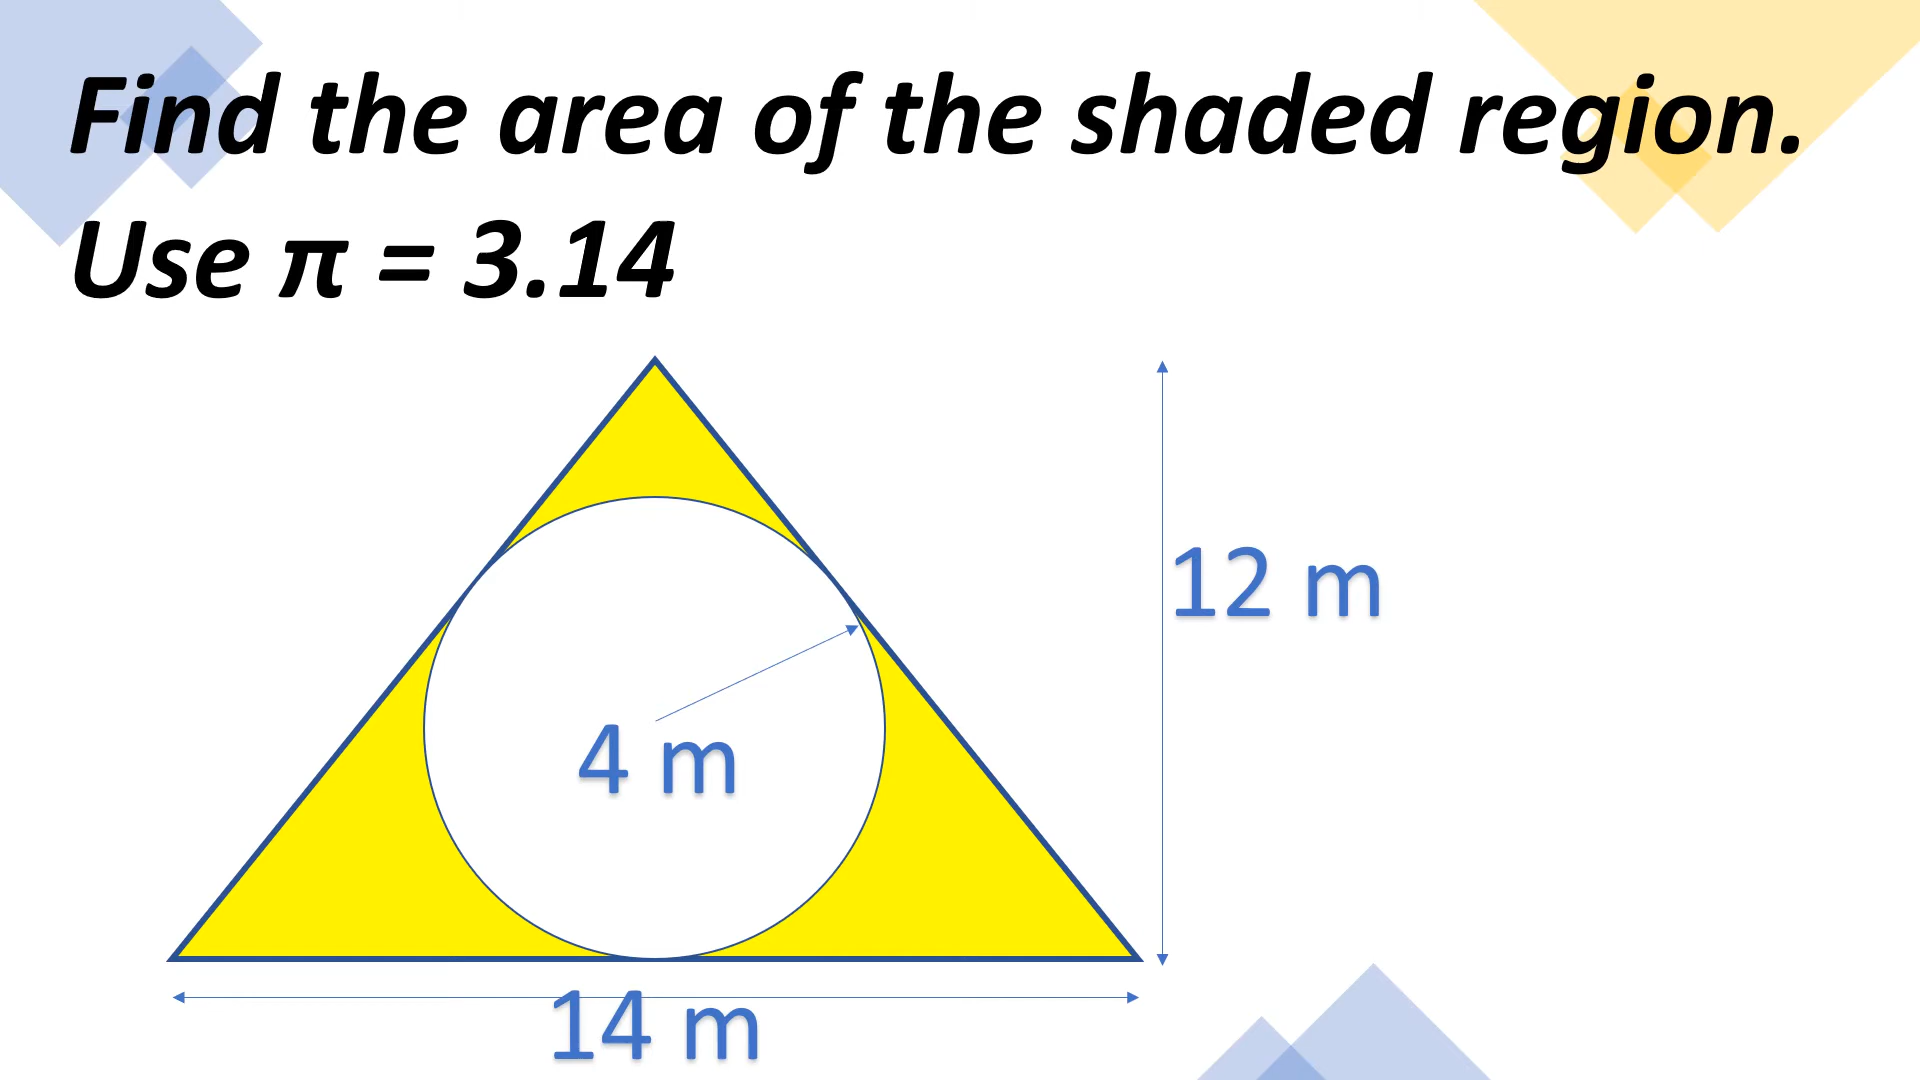 Find the area of the shaded region.
Use π = 3.14
12 m
4 m
14 m